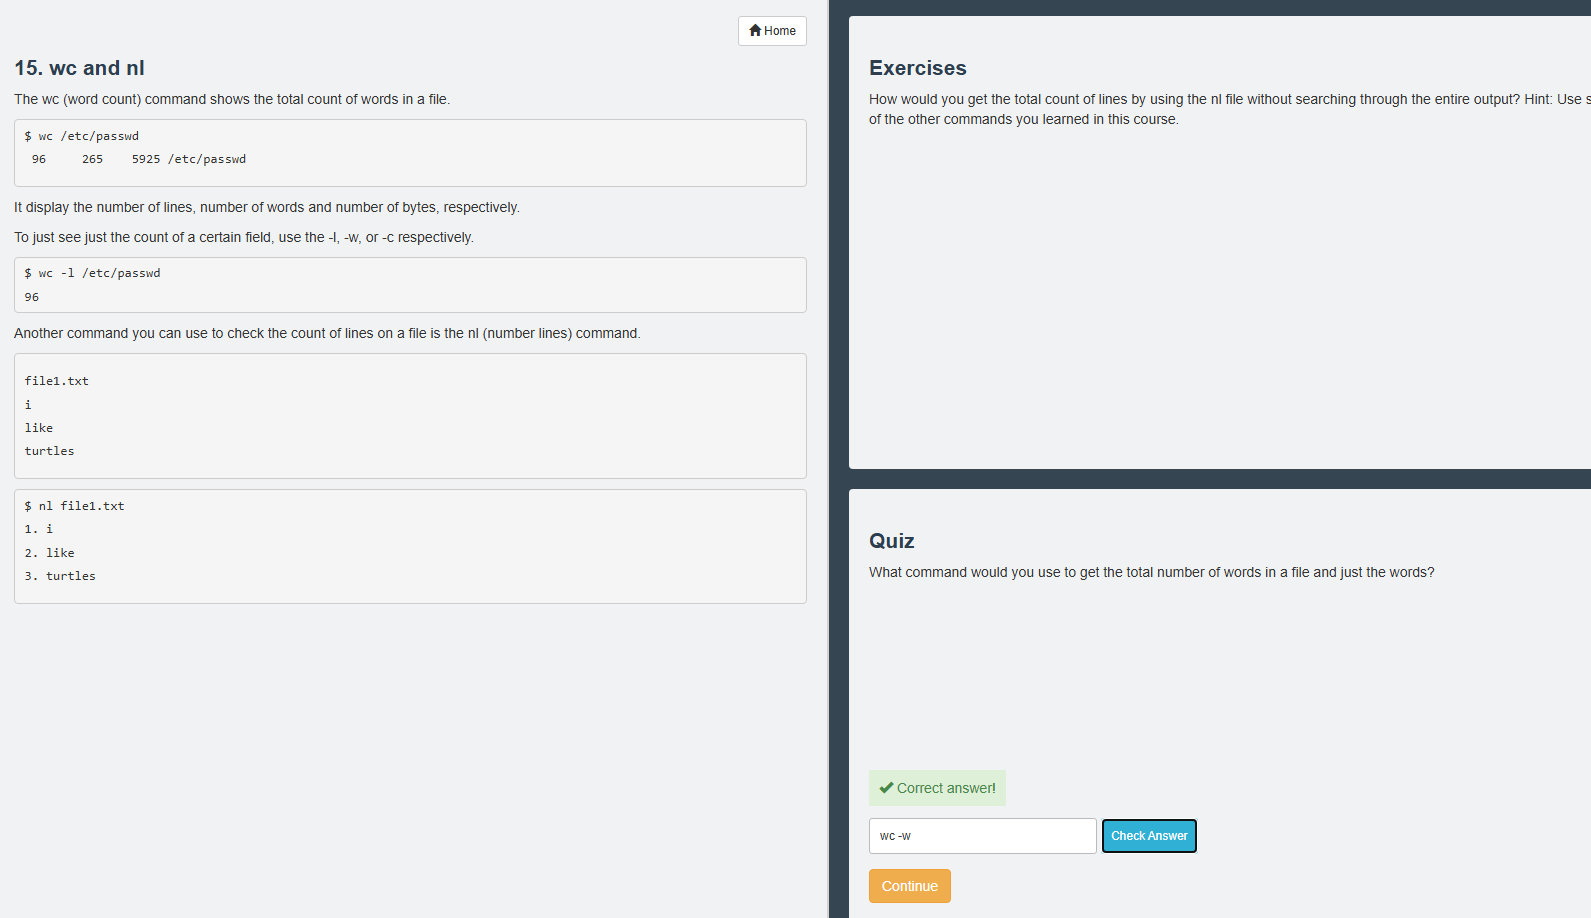 Home
15. wc and nl
The wc (word count) command shows the total count of words in a file.
$ wc /etc/passwd
 96     265    5925 /etc/passwd
It display the number of lines, number of words and number of bytes, respectively.
To just see just the count of a certain field, use the -l, -w, or -c respectively.
$ wc -l /etc/passwd
96
Another command you can use to check the count of lines on a file is the nl (number lines) command.
file1.txt
i
like
turtles
$ nl file1.txt
1. i
2. like
3. turtles
Exercises
How would you get the total count of lines by using the nl file without searching through the entire output? Hint: Use
of the other commands you learned in this course.
Quiz
What command would you use to get the total number of words in a file and just the words?
Correct answer!
wc -w
Check Answer
Continue